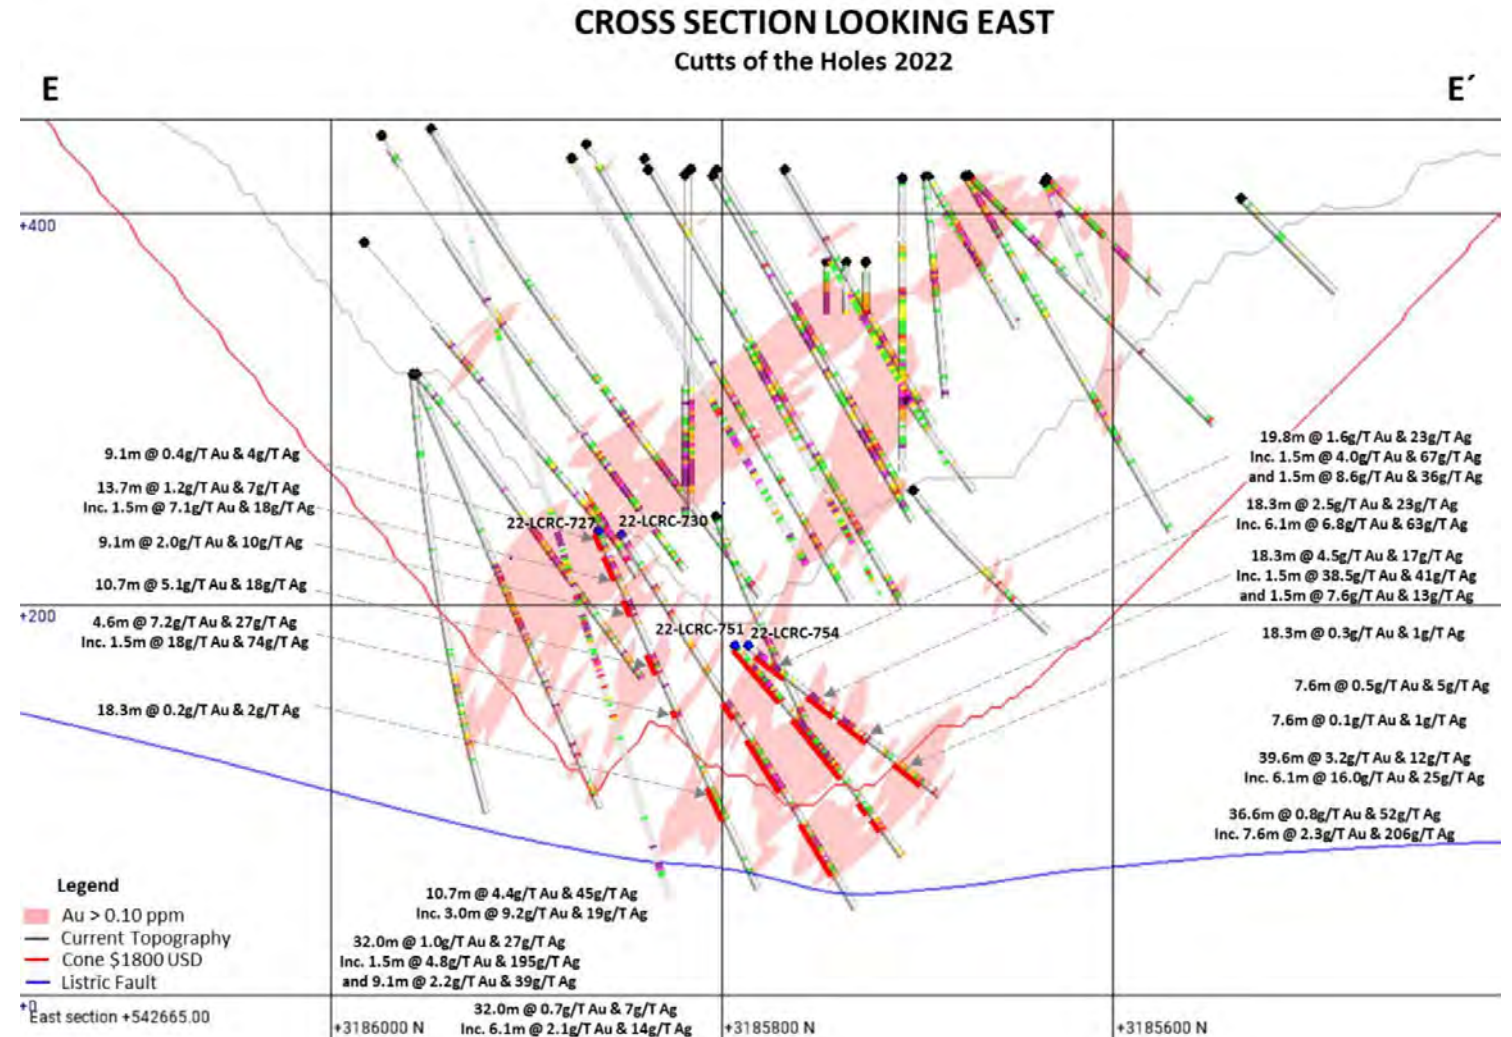 CROSS SECTION LOOKING EAST
Cutts of the Holes 2022
E
E´
+400
9.1m @ 0.4g/T Au & 4g/T Ag
13.7m @ 1.2g/T Au & 7g/T Ag
Inc. 1.5m @ 7.1g/T Au & 18g/T Ag
9.1m @ 2.0g/T Au & 10g/T Ag
10.7m @ 5.1g/T Au & 18g/T Ag
+200
4.6m @ 7.2g/T Au & 27g/T Ag
Inc. 1.5m @ 18g/T Au & 74g/T Ag
18.3m @ 0.2g/T Au & 2g/T Ag
22-LCRC-727
22-LCRC-730
22-LCRC-751
22-LCRC-754
19.8m @ 1.6g/T Au & 23g/T Ag
Inc. 1.5m @ 4.0g/T Au & 67g/T Ag
and 1.5m @ 8.6g/T Au & 36g/T Ag
18.3m @ 2.5g/T Au & 23g/T Ag
Inc. 6.1m @ 6.8g/T Au & 63g/T Ag
18.3m @ 4.5g/T Au & 17g/T Ag
Inc. 1.5m @ 38.5g/T Au & 41g/T Ag
and 1.5m @ 7.6g/T Au & 13g/T Ag
18.3m @ 0.3g/T Au & 1g/T Ag
7.6m @ 0.5g/T Au & 5g/T Ag
7.6m @ 0.1g/T Au & 1g/T Ag
39.6m @ 3.2g/T Au & 12g/T Ag
Inc. 6.1m @ 16.0g/T Au & 25g/T Ag
36.6m @ 0.8g/T Au & 52g/T Ag
Inc. 7.6m @ 2.3g/T Au & 206g/T Ag
Legend
Au > 0.10 ppm
Current Topography
Cone $1800 USD
Listric Fault
10.7m @ 4.4g/T Au & 45g/T Ag
Inc. 3.0m @ 9.2g/T Au & 19g/T Ag
32.0m @ 1.0g/T Au & 27g/T Ag
Inc. 1.5m @ 4.8g/T Au & 195g/T Ag
and 9.1m @ 2.2g/T Au & 39g/T Ag
32.0m @ 0.7g/T Au & 7g/T Ag
Inc. 6.1m @ 2.1g/T Au & 14g/T Ag
+0
East section +542665.00
+3186000 N
+3185800 N
+3185600 N